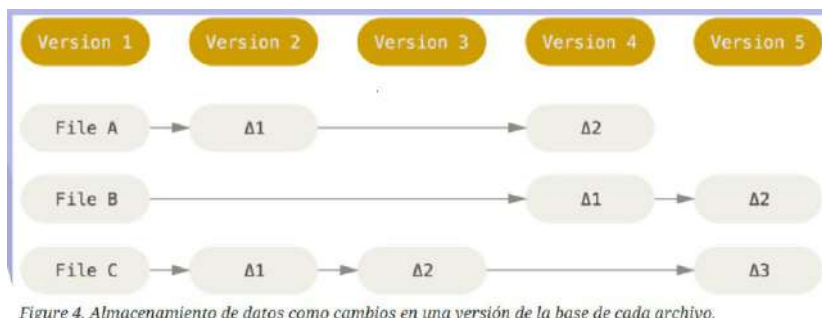 Version 1 Version 2 Version 3 Version 4 Version 5
File A Δ1 Δ2
File B Δ1 Δ2
File C Δ1 Δ2 Δ3
Figure 4. Almacenamiento de datos como cambios en una versión de la base de cada archivo.